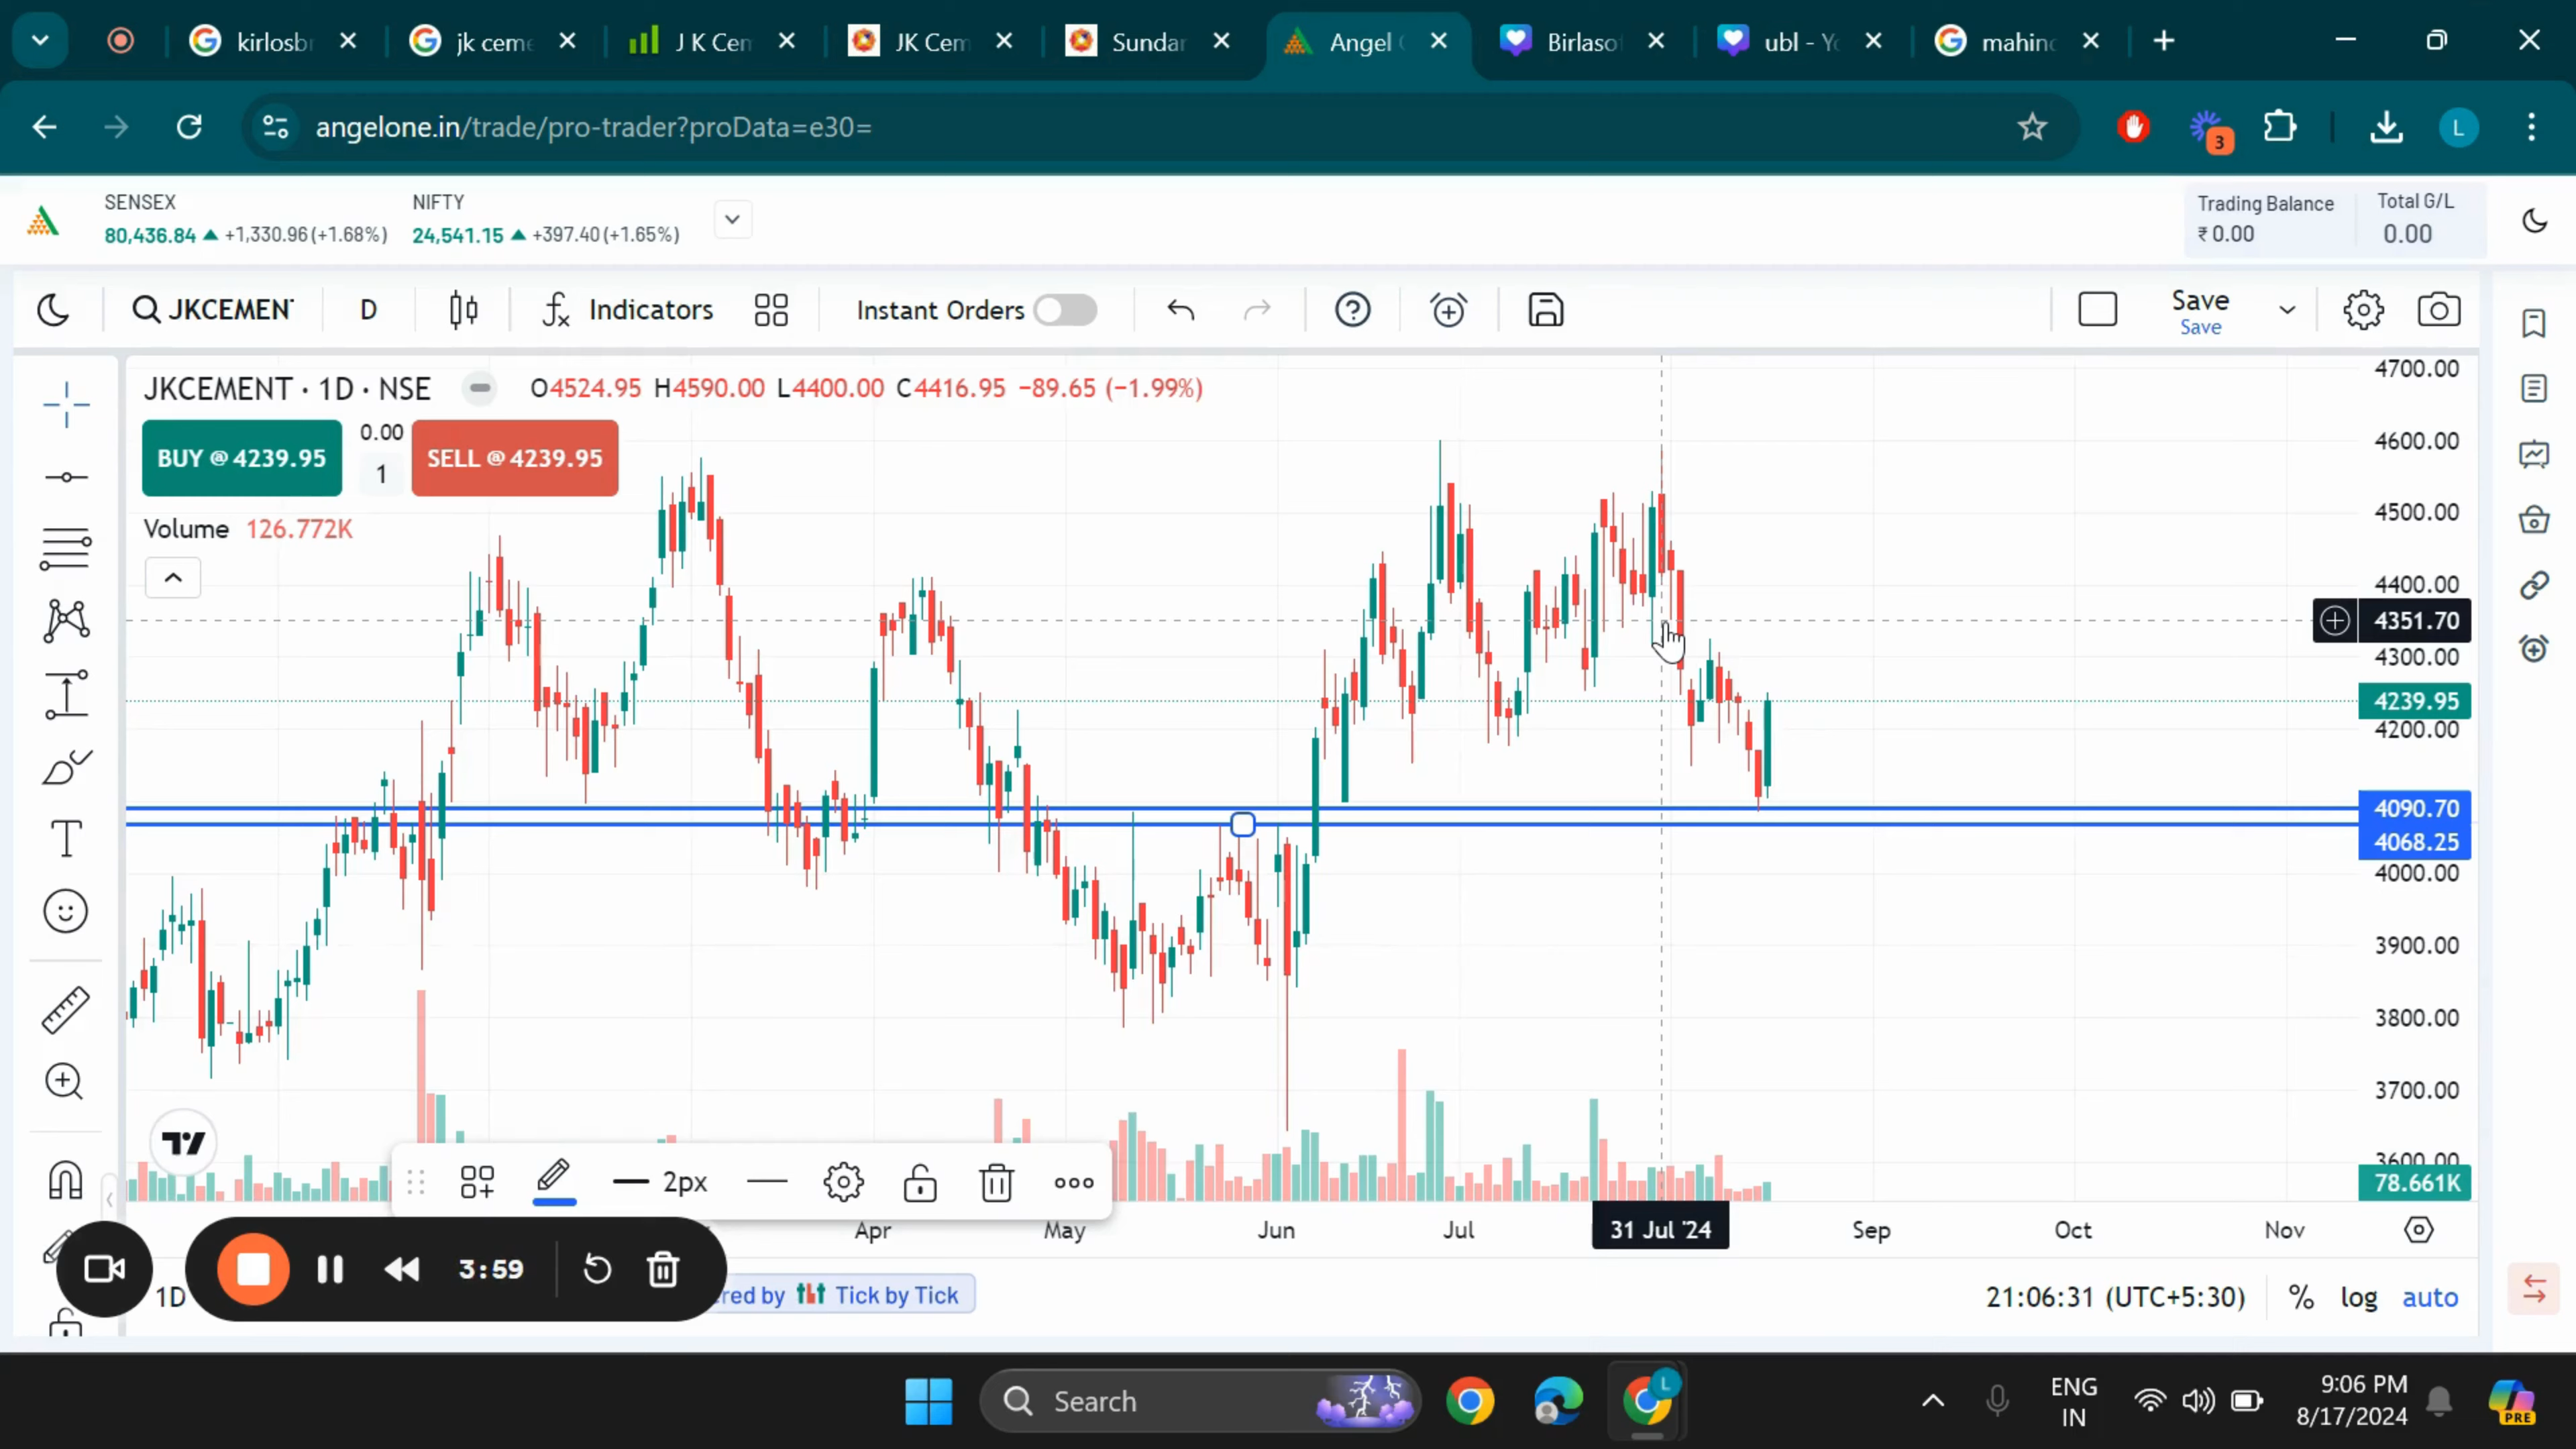 kirlosbr
jk ceme
J K Cen
JK Cem
Sundar
Angel
Birlaso
ubl - Yo
mahind
angelone.in/trade/pro-trader?proData=e30=
3
L
SENSEX
80,436.84 ▲ +1,330.96 (+1.68%)
NIFTY
24,541.15 ▲ +397.40 (+1.65%)
Trading Balance
₹ 0.00
Total G/L
0.00
JKCEMENT
D
Indicators
Instant Orders
Save
Save
JKCEMENT · 1D · NSE
O4524.95 H4590.00 L4400.00 C4416.95 −89.65 (−1.99%)
BUY @ 4239.95
0.00
1
SELL @ 4239.95
Volume 126.772K
4700.00
4600.00
4500.00
4400.00
4351.70
4300.00
4239.95
4200.00
4090.70
4068.25
4000.00
3900.00
3800.00
3700.00
3600.00
78.661K
2px
Apr
May
Jun
Jul
31 Jul '24
Sep
Oct
Nov
3:59
1D
ered by Tick by Tick
21:06:31 (UTC+5:30)
%
log
auto
Search
L
ENG
IN
9:06 PM
8/17/2024
PRE